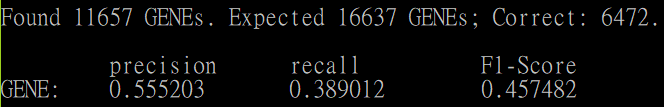 Found 11657 GENEs. Expected 16637 GENEs; Correct: 6472.
precision recall F1-Score
GENE: 0.555203 0.389012 0.457482